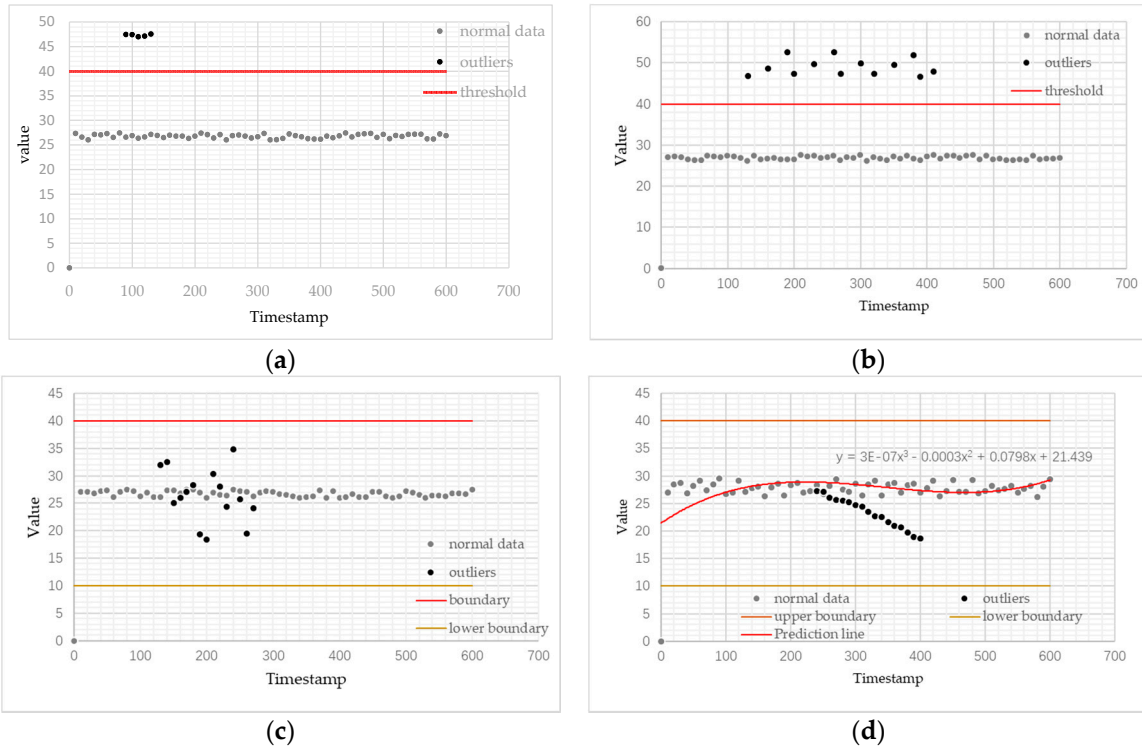 50
45
40
35
30
25
20
15
10
5
0
value
normal data
outliers
threshold
0 100 200 300 400 500 600 700
Timestamp
(a)
60
50
40
30
20
10
0
Value
normal data
outliers
threshold
0 100 200 300 400 500 600 700
Timestamp
(b)
45
40
35
30
25
20
15
10
5
0
Value
normal data
outliers
boundary
lower boundary
0 100 200 300 400 500 600 700
Timestamp
(c)
45
40
35
30
25
20
15
10
5
0
Value
y = 3E-07x³ - 0.0003x² + 0.0798x + 21.439
normal data outliers
upper boundary lower boundary
Prediction line
0 100 200 300 400 500 600 700
Timestamp
(d)